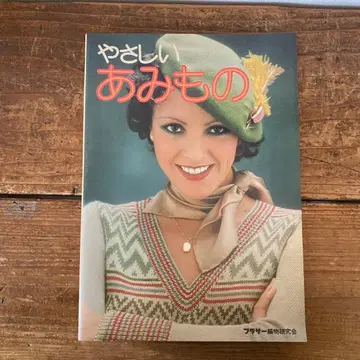 やさしい
あみもの
ブラザー編物研究会